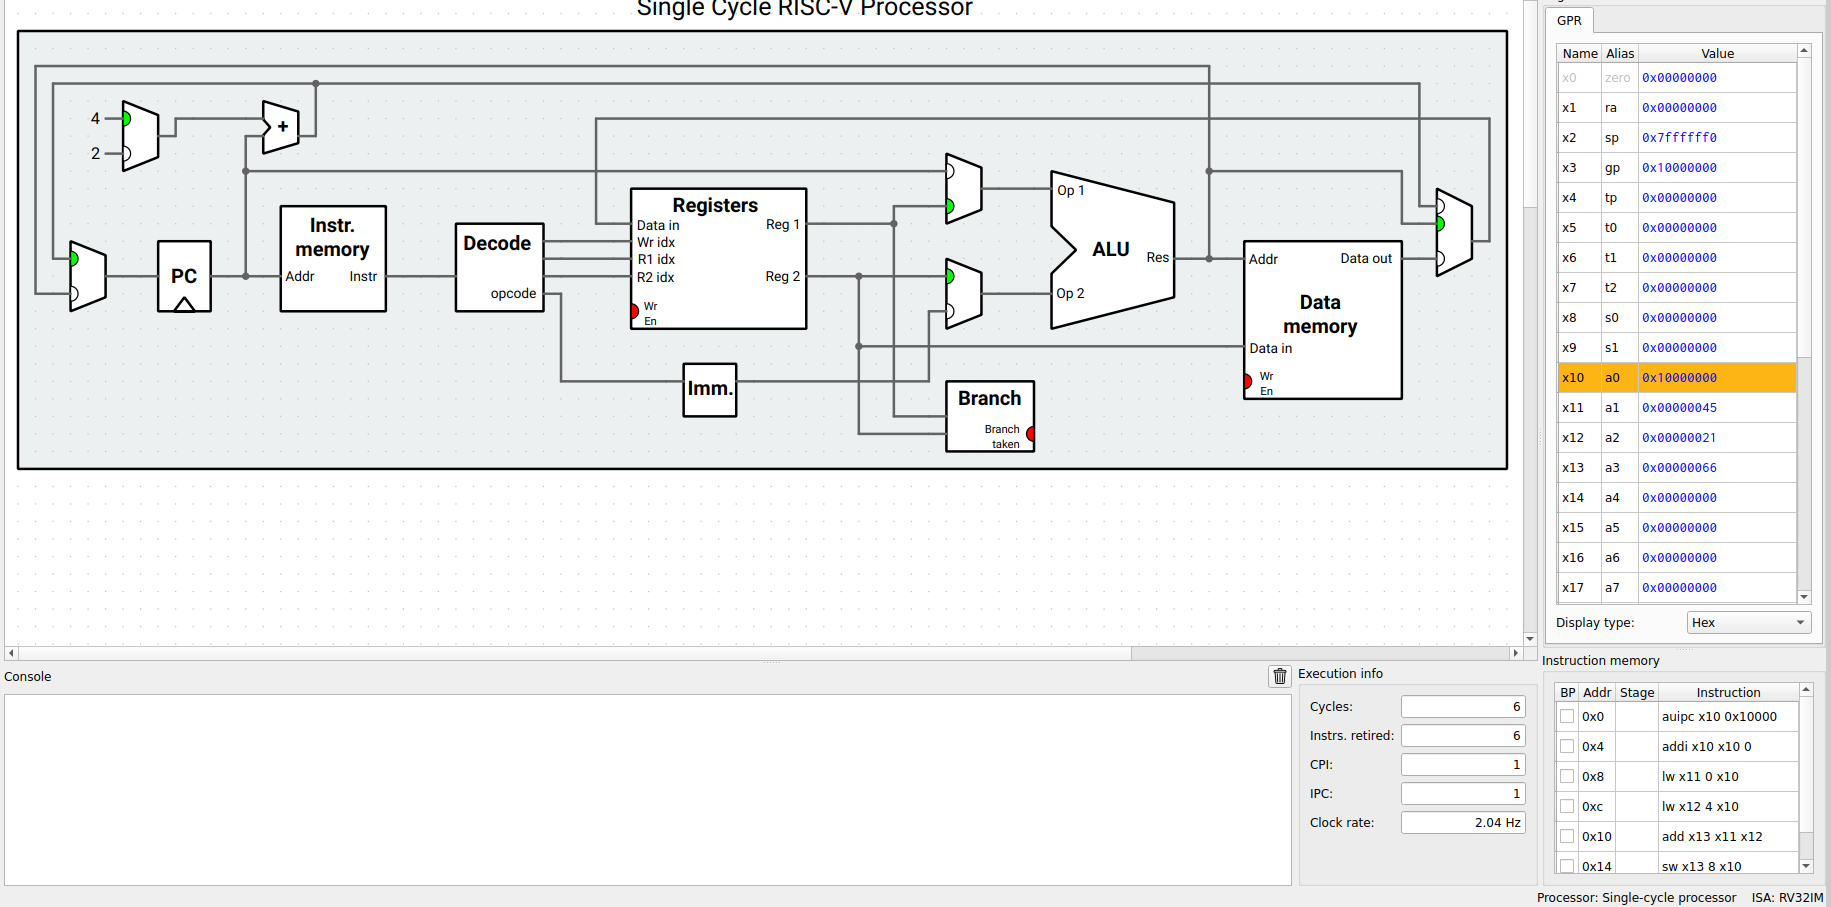 Single Cycle RISC-V Processor
4
2
+
PC
Instr.
memory
Addr
Instr
Decode
opcode
Registers
Data in
Wr idx
R1 idx
R2 idx
Wr
En
Reg 1
Reg 2
Imm.
Op 1
Op 2
ALU
Res
Branch
Branch
taken
Addr
Data out
Data
memory
Data in
Wr
En
GPR
Name Alias Value
x0 zero 0x00000000
x1 ra 0x00000000
x2 sp 0x7ffffff0
x3 gp 0x10000000
x4 tp 0x00000000
x5 t0 0x00000000
x6 t1 0x00000000
x7 t2 0x00000000
x8 s0 0x00000000
x9 s1 0x00000000
x10 a0 0x10000000
x11 a1 0x00000045
x12 a2 0x00000021
x13 a3 0x00000066
x14 a4 0x00000000
x15 a5 0x00000000
x16 a6 0x00000000
x17 a7 0x00000000
Display type: Hex
Console
Execution info
Cycles: 6
Instrs. retired: 6
CPI: 1
IPC: 1
Clock rate: 2.04 Hz
Instruction memory
BP Addr Stage Instruction
0x0 auipc x10 0x10000
0x4 addi x10 x10 0
0x8 lw x11 0 x10
0xc lw x12 4 x10
0x10 add x13 x11 x12
0x14 sw x13 8 x10
Processor: Single-cycle processor ISA: RV32IM